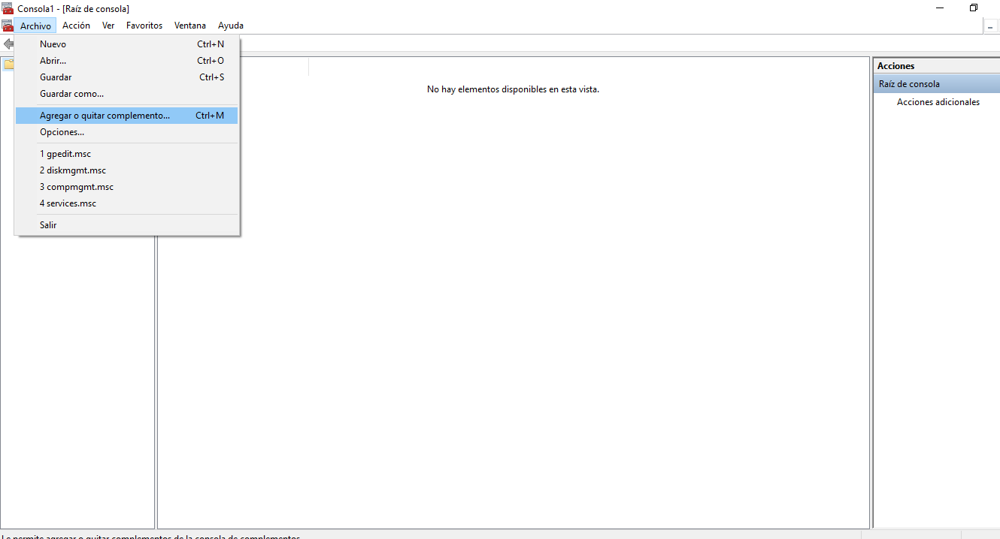 Consola1 - [Raíz de consola]
Archivo Acción Ver Favoritos Ventana Ayuda
Nuevo Ctrl+N
Abrir... Ctrl+O
Guardar Ctrl+S
Guardar como...
Agregar o quitar complemento... Ctrl+M
Opciones...
1 gpedit.msc
2 diskmgmt.msc
3 compmgmt.msc
4 services.msc
Salir
No hay elementos disponibles en esta vista.
Acciones
Raíz de consola
Acciones adicionales
Le permite agregar o quitar complementos de la consola de complementos.